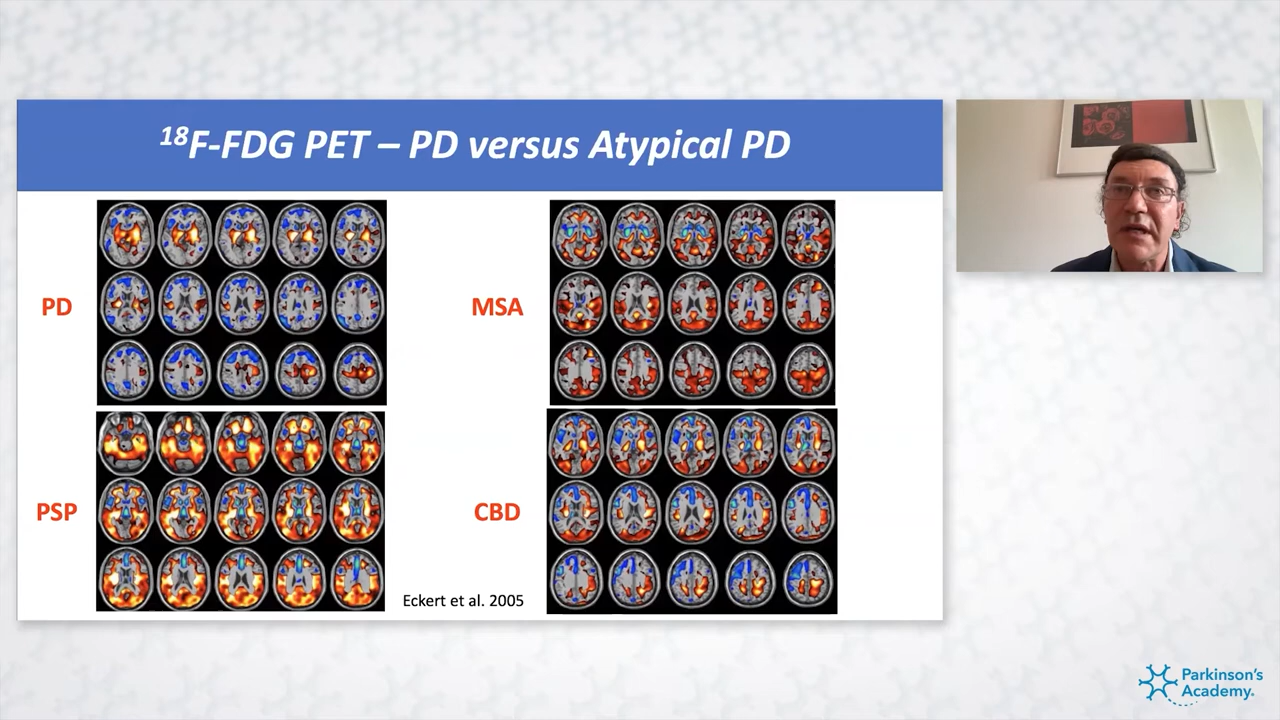 ¹⁸F-FDG PET – PD versus Atypical PD
PD
MSA
PSP
CBD
Eckert et al. 2005
Parkinson's
Academy.